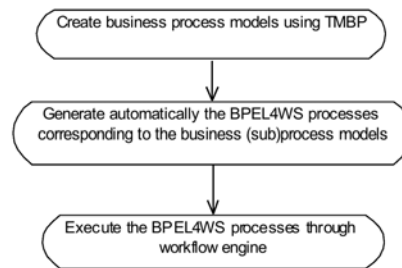 Create business process models using TMBP
Generate automatically the BPEL4WS processes
corresponding to the business (sub)process models
Execute the BPEL4WS processes through
workflow engine